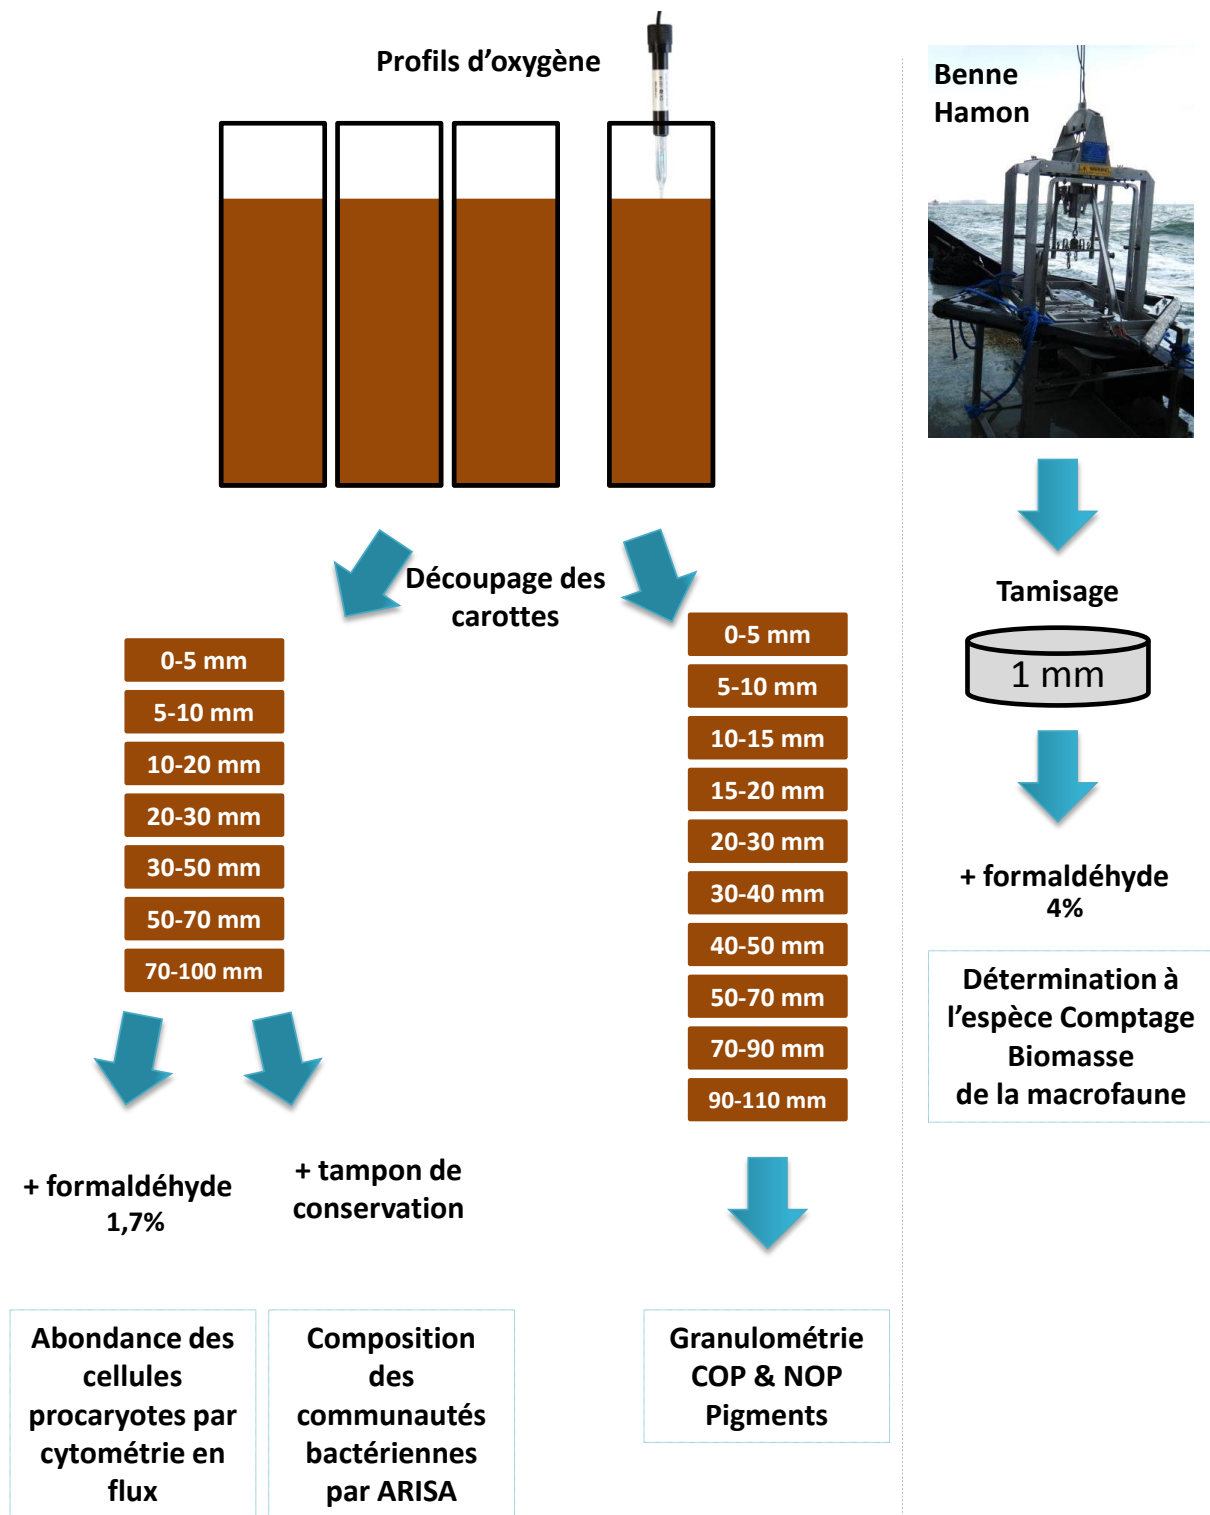 Profils d'oxygène
Découpage des
carottes
0-5 mm
5-10 mm
10-20 mm
20-30 mm
30-50 mm
50-70 mm
70-100 mm
+ formaldéhyde
1,7%
+ tampon de
conservation
Abondance des
cellules
procaryotes par
cytométrie en
flux
Composition
des
communautés
bactériennes
par ARISA
0-5 mm
5-10 mm
10-15 mm
15-20 mm
20-30 mm
30-40 mm
40-50 mm
50-70 mm
70-90 mm
90-110 mm
Granulométrie
COP & NOP
Pigments
Benne
Hamon
Tamisage
1 mm
+ formaldéhyde
4%
Détermination à
l'espèce Comptage
Biomasse
de la macrofaune